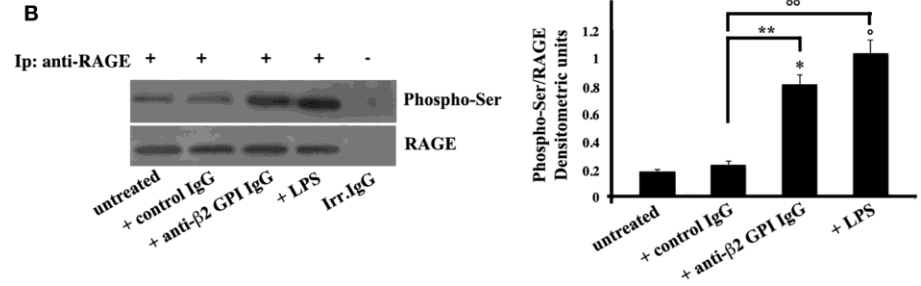 B
Ip: anti-RAGE + + + + -
Phospho-Ser
RAGE
untreated
+ control IgG
+ anti-β2 GPI IgG
+ LPS
Irr.IgG
Phospho-Ser/RAGE
Densitometric units
1.2
1
0.8
0.6
0.4
0.2
0
°°
**
*
°
untreated
+ control IgG
+ anti-β2 GPI IgG
+ LPS